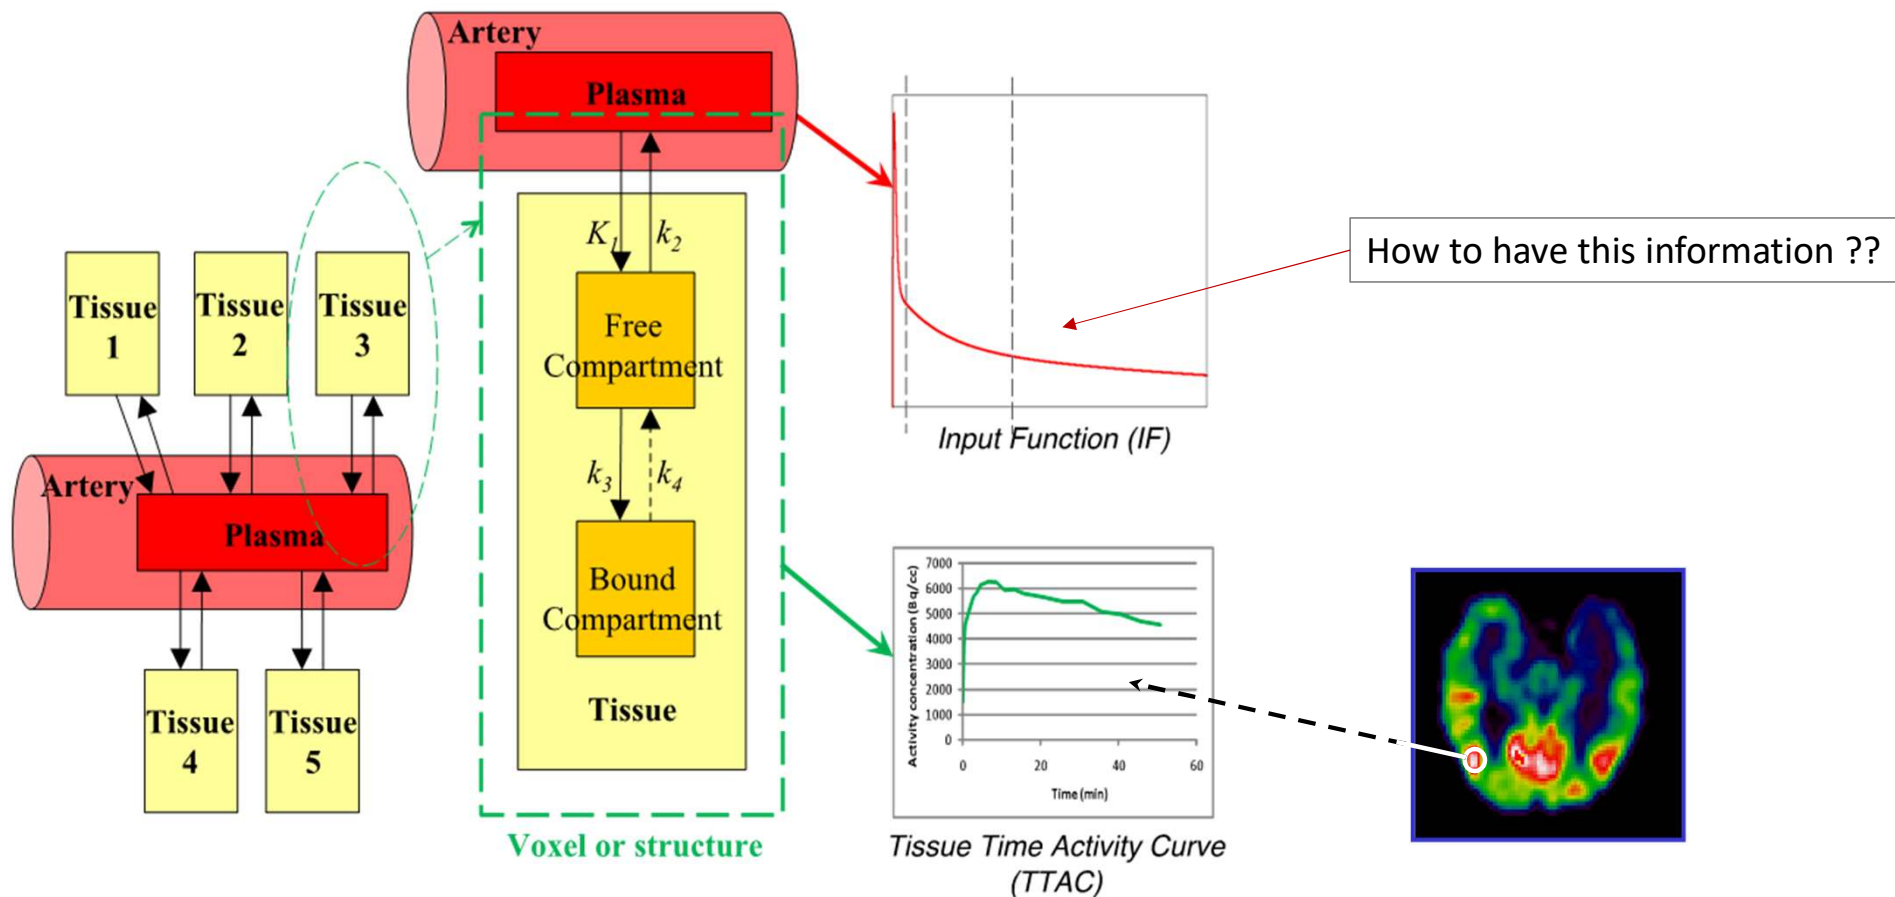 Artery
Plasma
K1 k2
Free
Compartment
k3 k4
Bound
Compartment
Tissue
Voxel or structure
Tissue
1
Tissue
2
Tissue
3
Artery
Plasma
Tissue
4
Tissue
5
Input Function (IF)
How to have this information ??
Activity concentration (Bq/cc)
7000
6000
5000
4000
3000
2000
1000
0
0 20 40 60
Time (min)
Tissue Time Activity Curve
(TTAC)